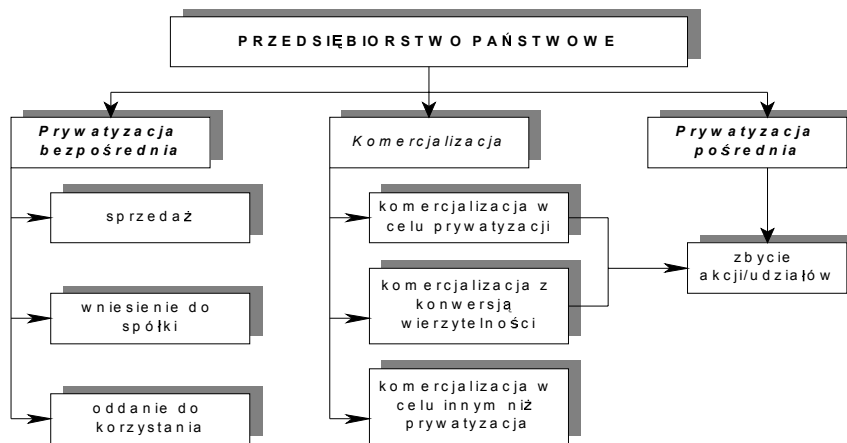 PRZEDSIĘBIORSTWO PAŃSTWOWE
Prywatyzacja
bezpośrednia
Komercjalizacja
Prywatyzacja
pośrednia
sprzedaż
wniesienie do
spółki
oddanie do
korzystania
komercjalizacja w
celu prywatyzacji
komercjalizacja z
konwersją
wierzytelności
komercjalizacja w
celu innym niż
prywatyzacja
zbycie
akcji/udziałów